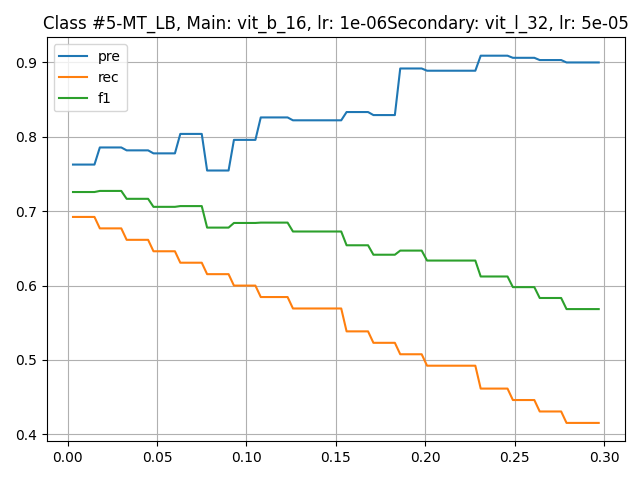 Class #5-MT_LB, Main: vit_b_16, lr: 1e-06Secondary: vit_l_32, lr: 5e-05
pre
rec
f1
0.9
0.8
0.7
0.6
0.5
0.4
0.00 0.05 0.10 0.15 0.20 0.25 0.30